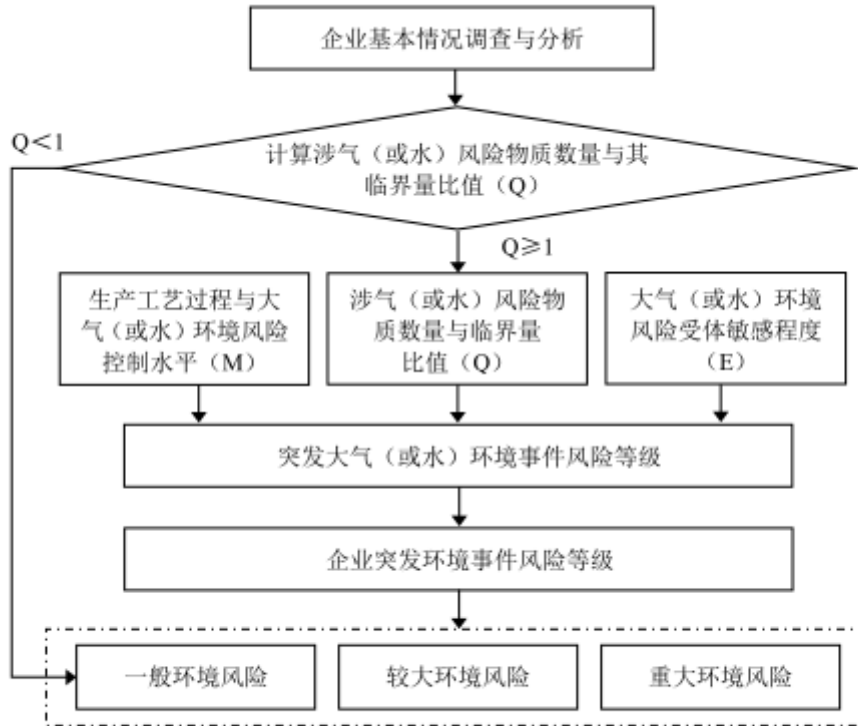 企业基本情况调查与分析
Q＜1
计算涉气（或水）风险物质数量与其
临界量比值（Q）
Q≥1
生产工艺过程与大
气（或水）环境风险
控制水平（M）
涉气（或水）风险物
质数量与临界量
比值（Q）
大气（或水）环境
风险受体敏感程度
（E）
突发大气（或水）环境事件风险等级
企业突发环境事件风险等级
一般环境风险
较大环境风险
重大环境风险